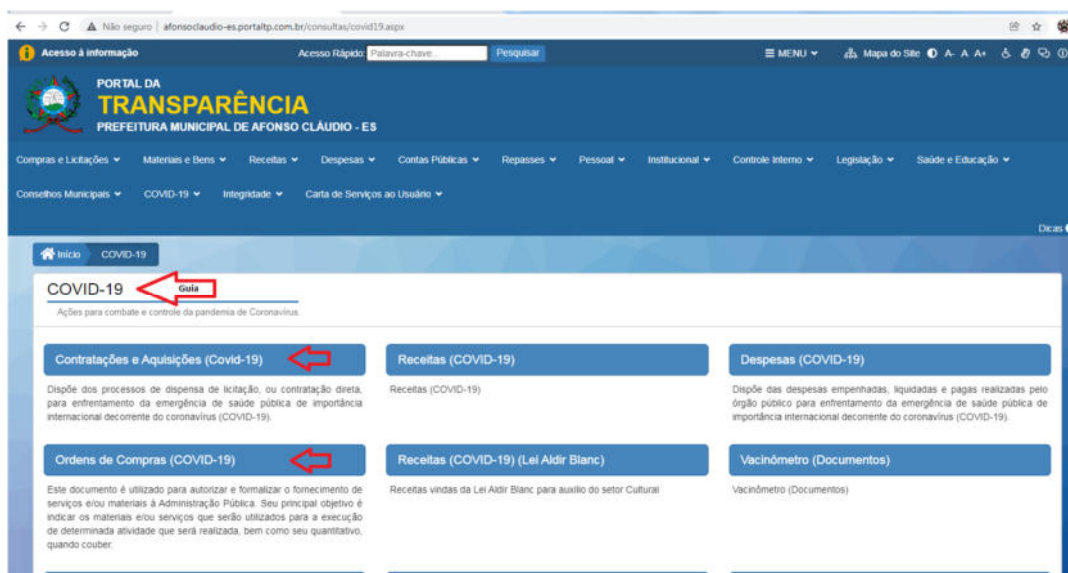 Não seguro | afonsoclaudio-es.portaltp.com.br/consultas/covid19.aspx
Acesso à informação
Acesso Rápido: Palavra-chave... Pesquisar
MENU
Mapa do Site A- A A+
PORTAL DA
TRANSPARÊNCIA
PREFEITURA MUNICIPAL DE AFONSO CLÁUDIO - ES
Compras e Licitações Materiais e Bens Receitas Despesas Contas Públicas Repasses Pessoal Institucional Controle Interno Legislação Saúde e Educação
Conselhos Municipais COVID-19 Integridade Carta de Serviços ao Usuário
Dicas
Início COVID-19
COVID-19 Guia
Ações para combate e controle da pandemia de Coronavírus.
Contratações e Aquisições (Covid-19)
Dispõe dos processos de dispensa de licitação, ou contratação direta,
para enfrentamento da emergência de saúde pública de importância
internacional decorrente do coronavírus (COVID-19).
Receitas (COVID-19)
Receitas (COVID-19)
Despesas (COVID-19)
Dispõe das despesas empenhadas, liquidadas e pagas realizadas pelo
órgão público para enfrentamento da emergência de saúde pública de
importância internacional decorrente do coronavírus (COVID-19).
Ordens de Compras (COVID-19)
Este documento é utilizado para autorizar e formalizar o fornecimento de
serviços e/ou materiais à Administração Pública. Seu principal objetivo é
indicar os materiais e/ou serviços que serão utilizados para a execução
de determinada atividade que será realizada, bem como seu quantitativo,
quando couber.
Receitas (COVID-19) (Lei Aldir Blanc)
Receitas vindas da Lei Aldir Blanc para auxilio do setor Cultural
Vacinômetro (Documentos)
Vacinômetro (Documentos)